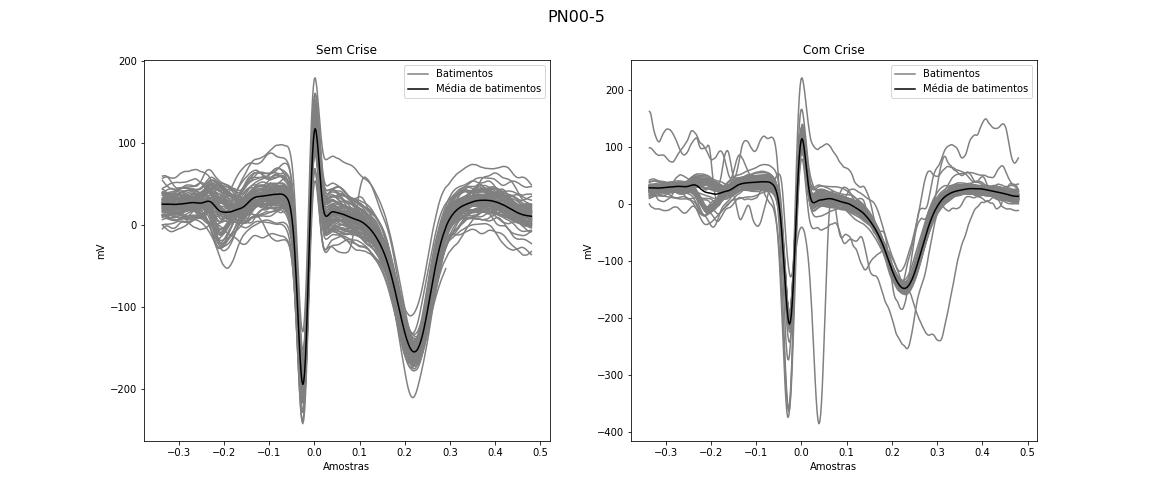 PN00-5
Sem Crise
Batimentos
Média de batimentos
200
100
0
−100
−200
mV
−0.3 −0.2 −0.1 0.0 0.1 0.2 0.3 0.4 0.5
Amostras
Com Crise
Batimentos
Média de batimentos
200
100
0
−100
−200
−300
−400
mV
−0.3 −0.2 −0.1 0.0 0.1 0.2 0.3 0.4 0.5
Amostras